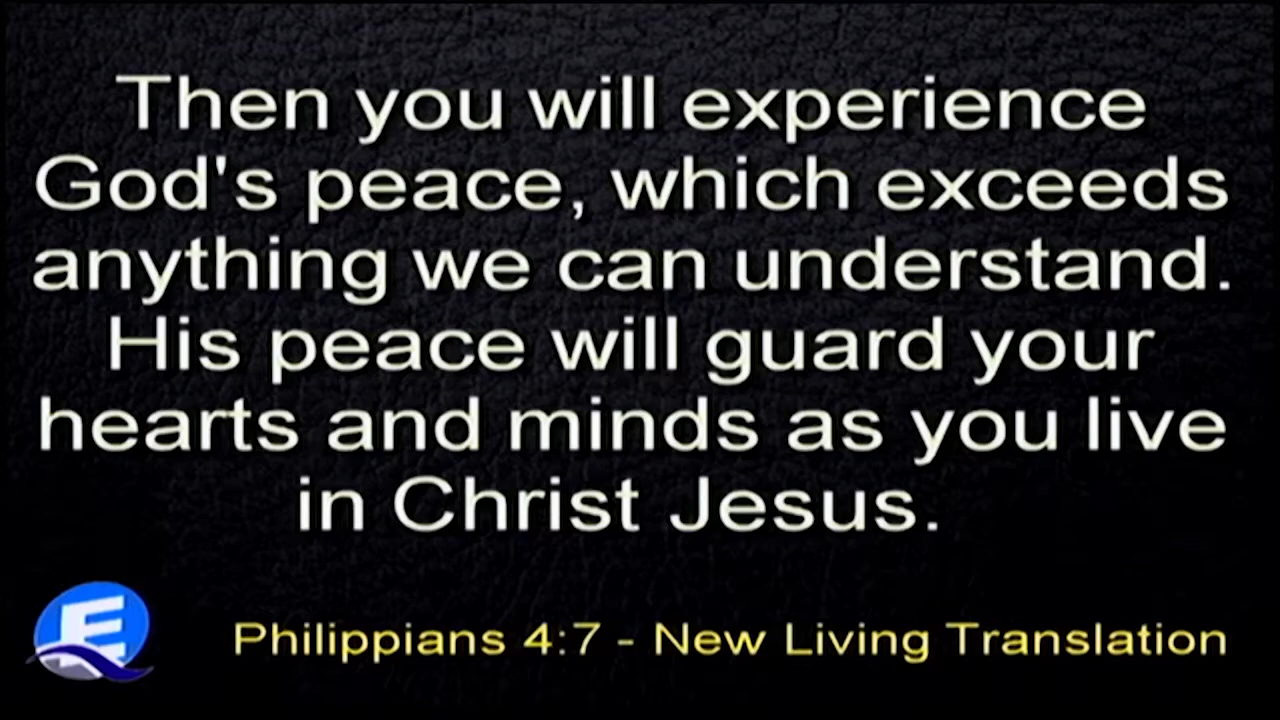 Then you will experience
God's peace, which exceeds
anything we can understand.
His peace will guard your
hearts and minds as you live
in Christ Jesus.
E
Philippians 4:7 - New Living Translation